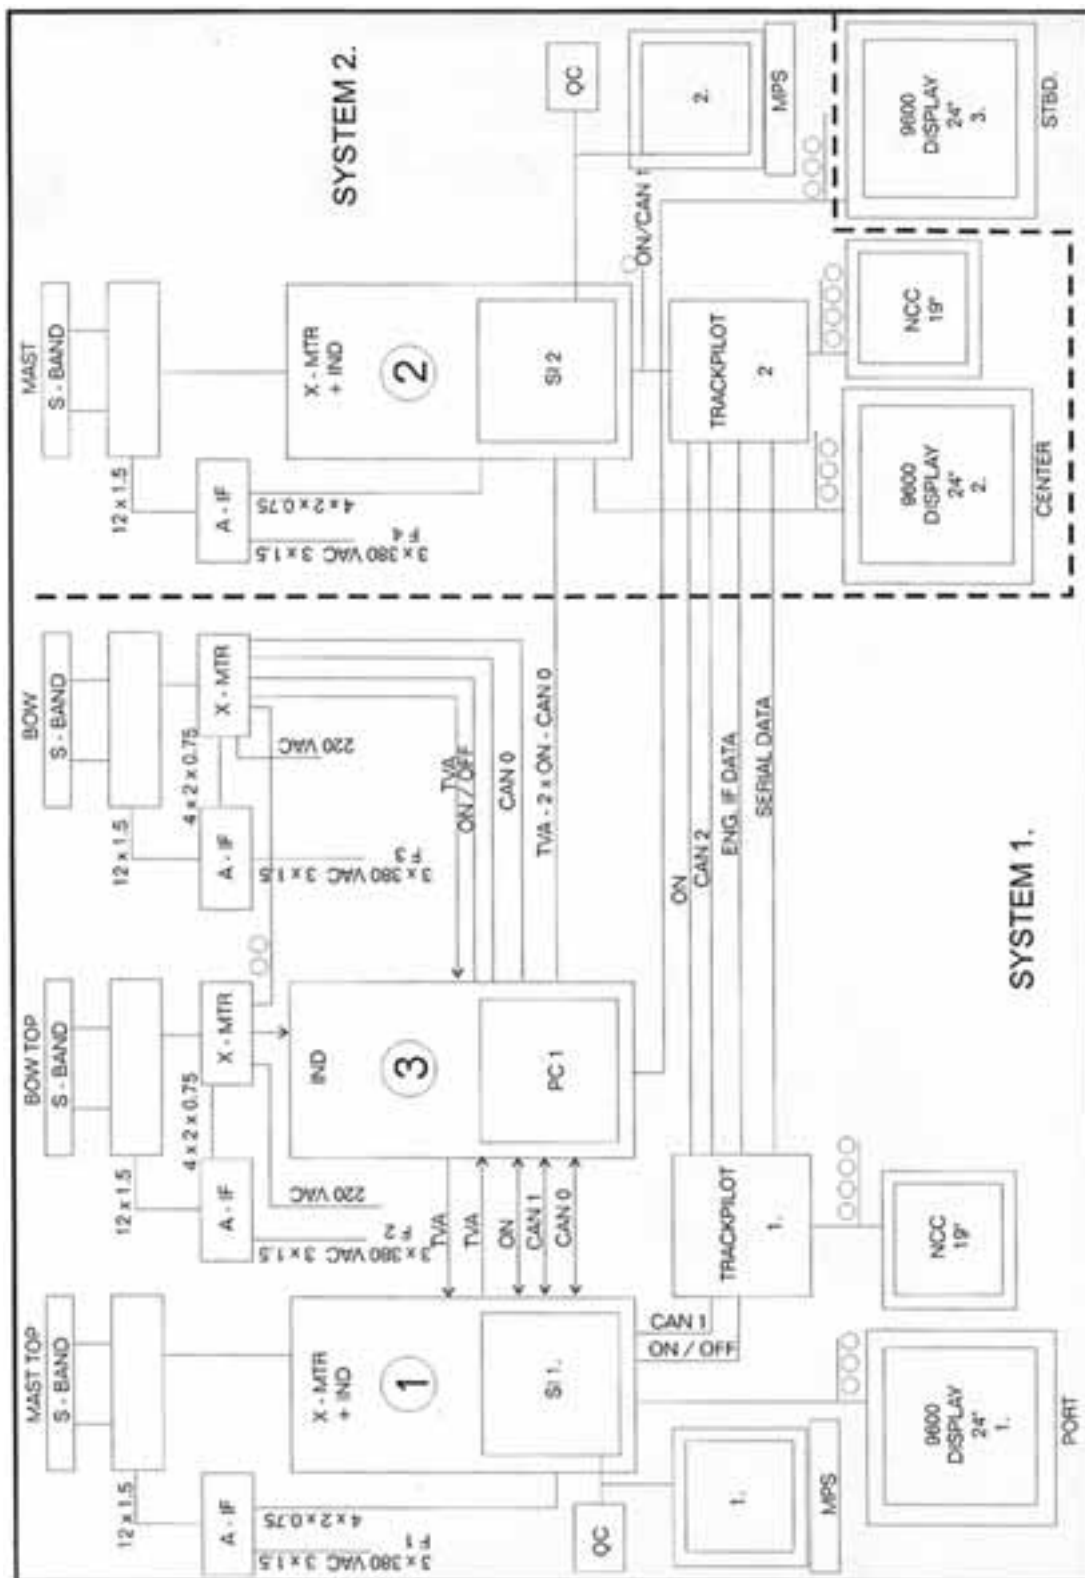 MAST TOP
S - BAND
12 x 1.5
A - IF
4 x 2 x 0.75
3 x 380 VAC 3 x 1.5
F1
X - MTR
+ IND
1
SI 1.
QC
1.
MPS
9600
DISPLAY
24"
1.
PORT
CAN 1
ON / OFF
TVA
TVA
ON
CAN 1
CAN 0
BOW TOP
S - BAND
12 x 1.5
A - IF
4 x 2 x 0.75
3 x 380 VAC 3 x 1.5
F2
220 VAC
X - MTR
IND
3
PC 1
TRACKPILOT
1.
NCC
19"
BOW
S - BAND
12 x 1.5
A - IF
4 x 2 x 0.75
3 x 380 VAC 3 x 1.5
F3
220 VAC
X - MTR
TVA
ON / OFF
CAN 0
TVA - 2 x ON - CAN 0
ON
CAN 2
ENG. IF DATA
SERIAL DATA
SYSTEM 1.
MAST
S - BAND
12 x 1.5
A - IF
4 x 2 x 0.75
3 x 380 VAC 3 x 1.5
F4
X - MTR
+ IND
2
SI 2
SYSTEM 2.
QC
2.
MPS
ON/CAN 1
TRACKPILOT
2
9600
DISPLAY
24"
2.
CENTER
NCC
19"
9600
DISPLAY
24"
3.
STBD.